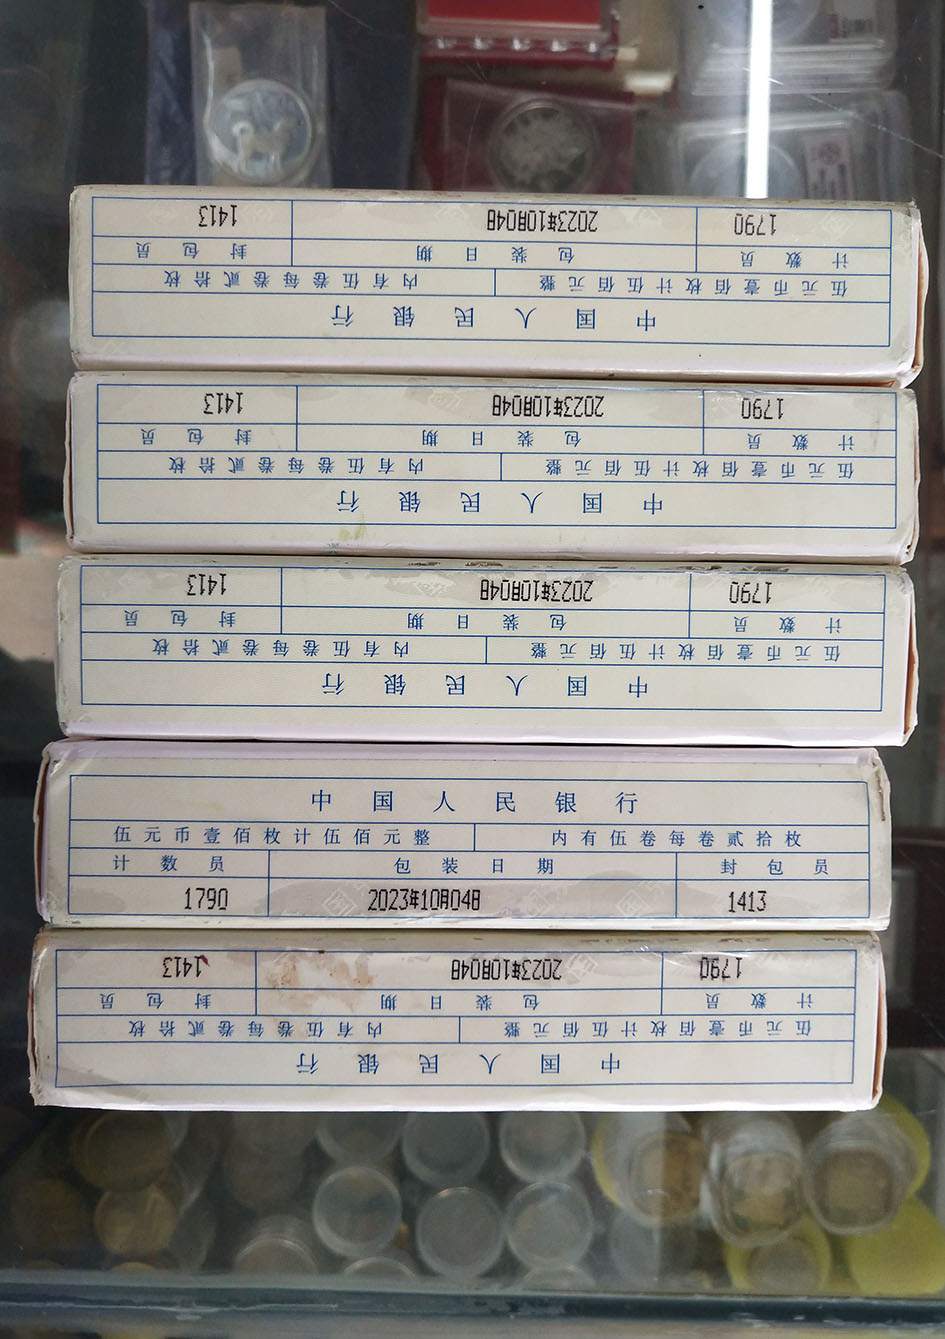 中国人民银行
伍元币壹佰枚计伍佰元整 内有伍卷每卷贰拾枚
计数员 包装日期 封包员
1790 2023年10月04日 1413
中国人民银行
伍元币壹佰枚计伍佰元整 内有伍卷每卷贰拾枚
计数员 包装日期 封包员
1790 2023年10月04日 1413
中国人民银行
伍元币壹佰枚计伍佰元整 内有伍卷每卷贰拾枚
计数员 包装日期 封包员
1790 2023年10月04日 1413
中国人民银行
伍元币壹佰枚计伍佰元整 内有伍卷每卷贰拾枚
计数员 包装日期 封包员
1790 2023年10月04日 1413
中国人民银行
伍元币壹佰枚计伍佰元整 内有伍卷每卷贰拾枚
计数员 包装日期 封包员
1790 2023年10月04日 1413